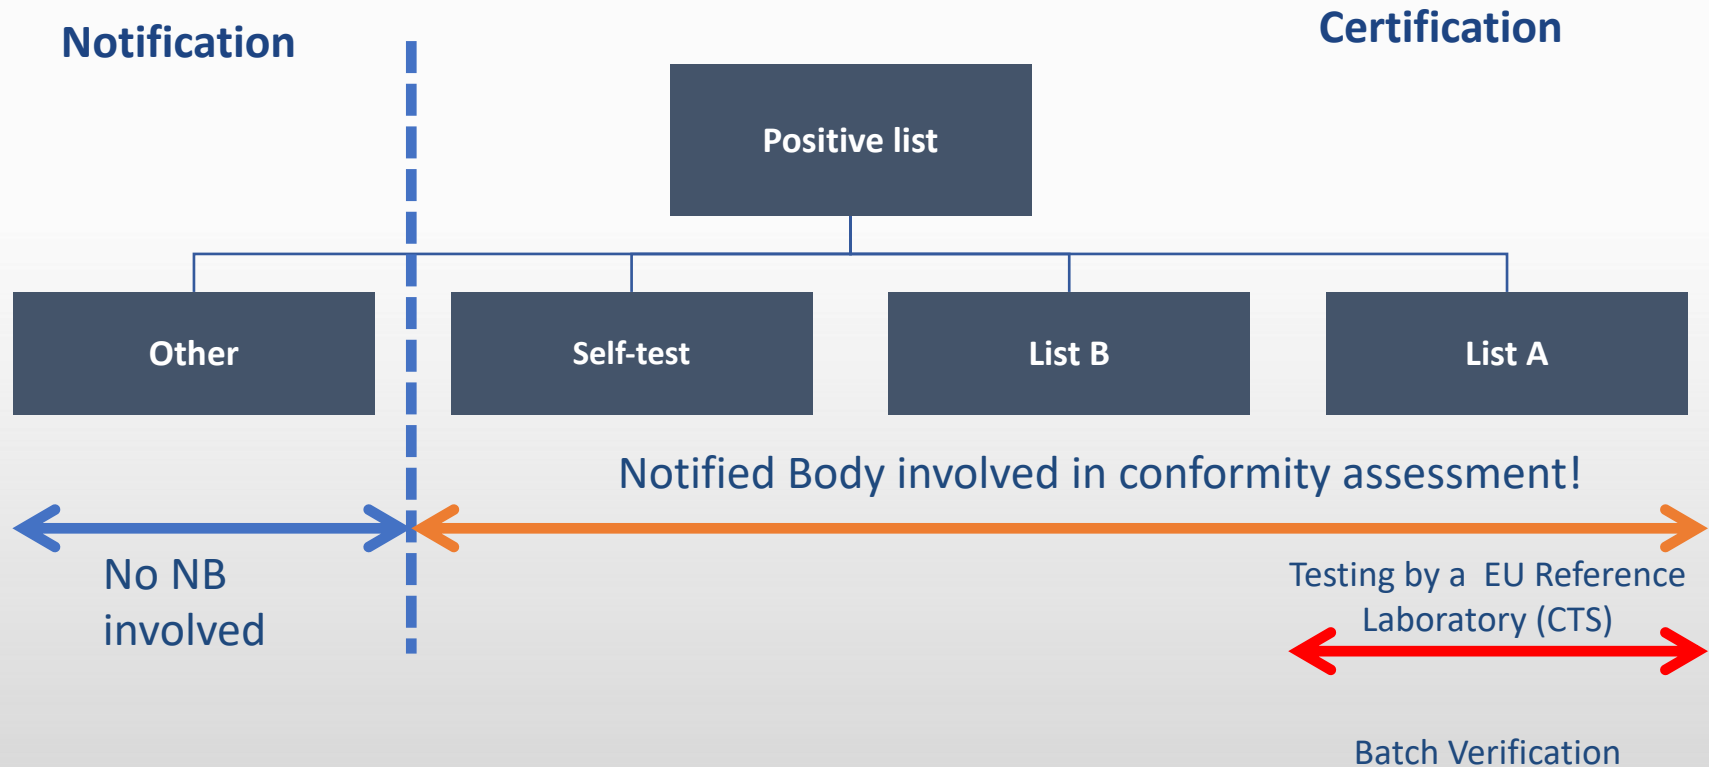 Notification
Certification
Positive list
Other
Self-test
List B
List A
Notified Body involved in conformity assessment!
No NB
involved
Testing by a EU Reference
Laboratory (CTS)
Batch Verification